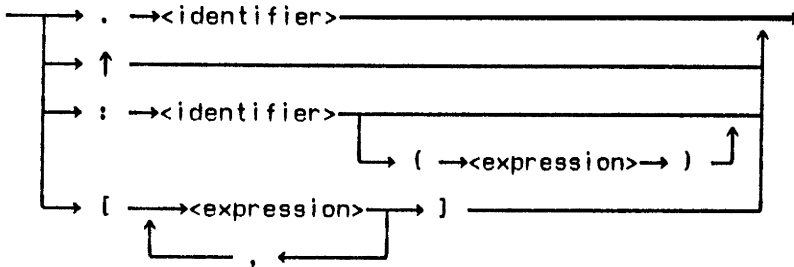 . <identifier>
↑
: <identifier>
( <expression> )
[ <expression> ]
,